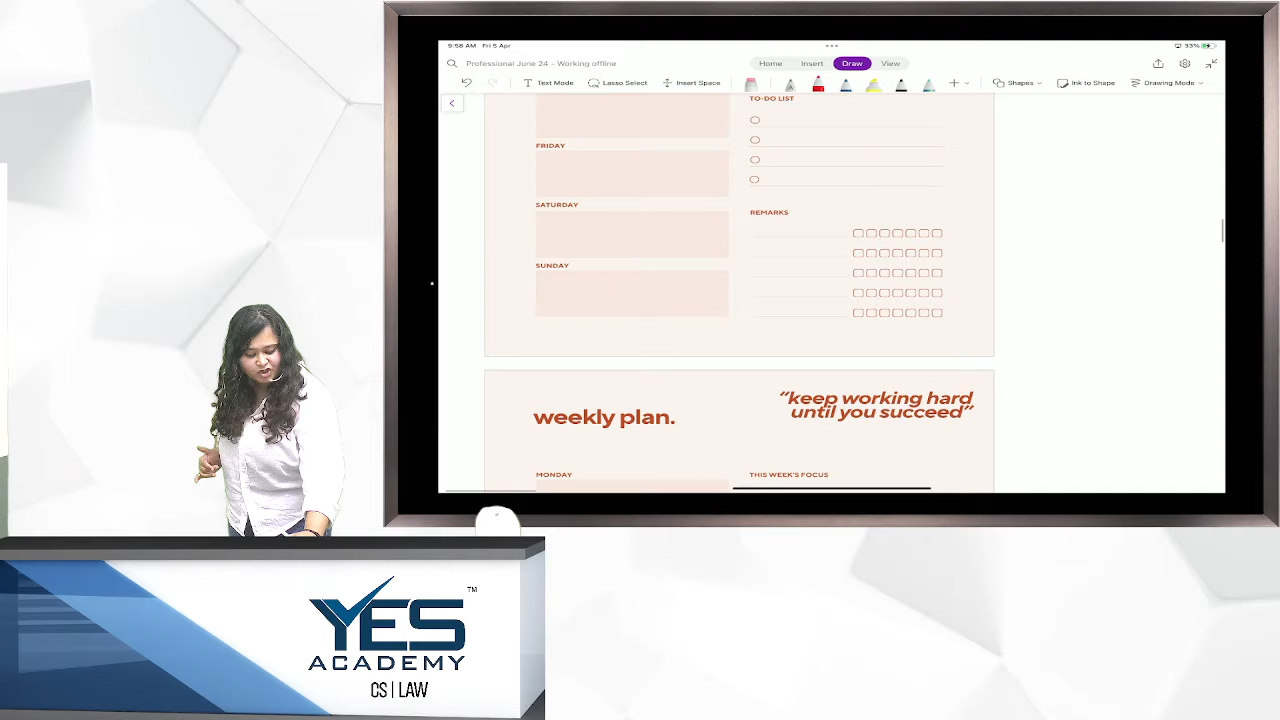 9:58 AM Fri 5 Apr
33%
Professional June 24 - Working offline
Home Insert Draw View
Text Mode Lasso Select Insert Space Shapes Ink to Shape Drawing Mode
TO-DO LIST
FRIDAY
SATURDAY
REMARKS
SUNDAY
"keep working hard
until you succeed"
weekly plan.
MONDAY
THIS WEEK'S FOCUS
YES TM
ACADEMY
CS | LAW